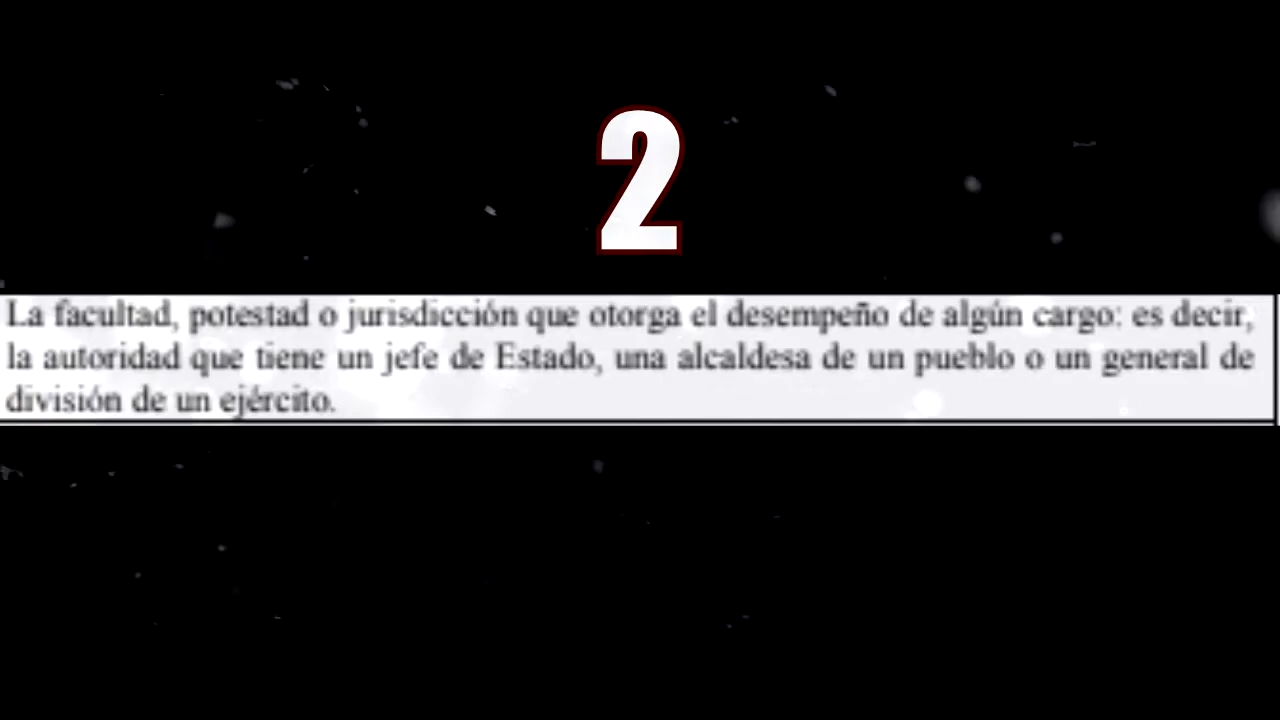 2
La facultad, potestad o jurisdicción que otorga el desempeño de algún cargo: es decir,
la autoridad que tiene un jefe de Estado, una alcaldesa de un pueblo o un general de
división de un ejército.